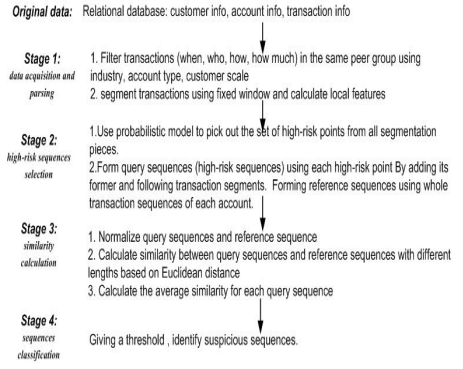 Original data: Relational database: customer info, account info, transaction info
Stage 1:
data acquisition and
parsing
1. Filter transactions (when, who, how, how much) in the same peer group using
industry, account type, customer scale
2. segment transactions using fixed window and calculate local features
Stage 2:
high-risk sequences
selection
1.Use probabilistic model to pick out the set of high-risk points from all segmentation
pieces.
2.Form query sequences (high-risk sequences) using each high-risk point By adding its
former and following transaction segments. Forming reference sequences using whole
transaction sequences of each account.
Stage 3:
similarity
calculation
1. Normalize query sequences and reference sequence
2. Calculate similarity between query sequences and reference sequences with different
lengths based on Euclidean distance
3. Calculate the average similarity for each query sequence
Stage 4:
sequences
classification
Giving a threshold , identify suspicious sequences.